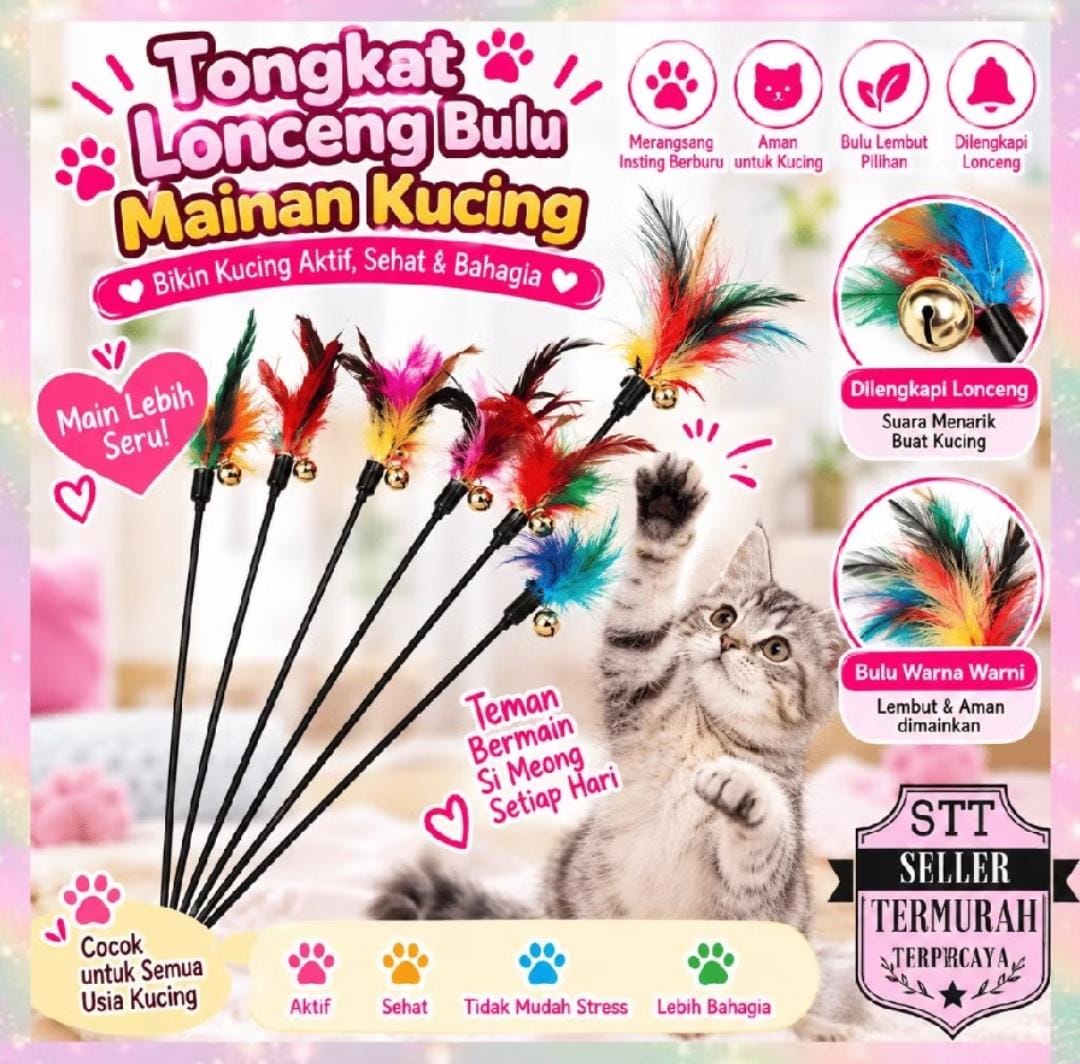 Tongkat
Lonceng Bulu
Mainan Kucing
Bikin Kucing Aktif, Sehat & Bahagia
Merangsang
Insting Berburu
Aman
untuk Kucing
Bulu Lembut
Pilihan
Dilengkapi
Lonceng
Main Lebih
Seru!
Dilengkapi Lonceng
Suara Menarik
Buat Kucing
Bulu Warna Warni
Lembut & Aman
dimainkan
Teman
Bermain
Si Meong
Setiap Hari
STT
SELLER
TERMURAH
TERPIRCAYA
Cocok
untuk Semua
Usia Kucing
Aktif
Sehat
Tidak Mudah Stress
Lebih Bahagia